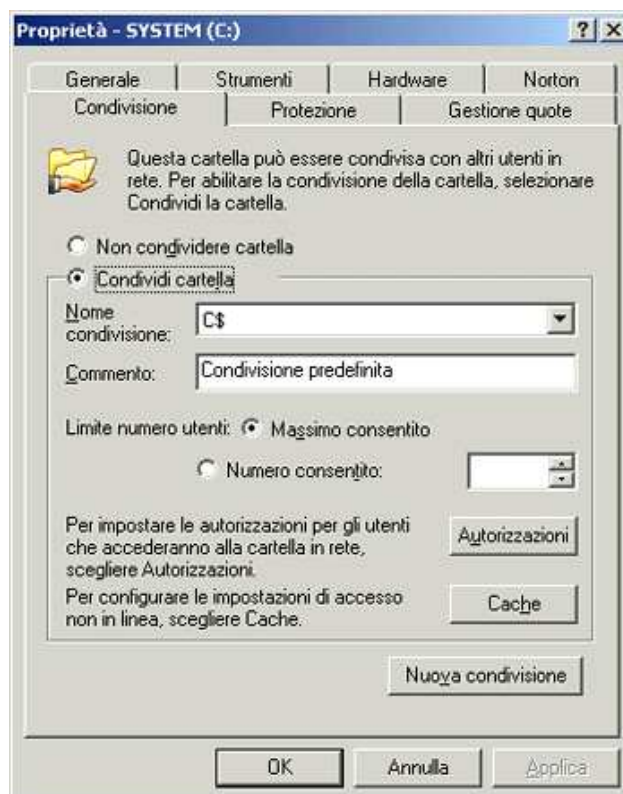 Proprietà - SYSTEM (C:)
Generale Strumenti Hardware Norton
Condivisione Protezione Gestione quote
Questa cartella può essere condivisa con altri utenti in
rete. Per abilitare la condivisione della cartella, selezionare
Condividi la cartella.
Non condividere cartella
Condividi cartella
Nome
condivisione:
C$
Commento: Condivisione predefinita
Limite numero utenti: Massimo consentito
Numero consentito:
Per impostare le autorizzazioni per gli utenti
che accederanno alla cartella in rete,
scegliere Autorizzazioni.
Autorizzazioni
Per configurare le impostazioni di accesso
non in linea, scegliere Cache.
Cache
Nuova condivisione
OK Annulla Applica